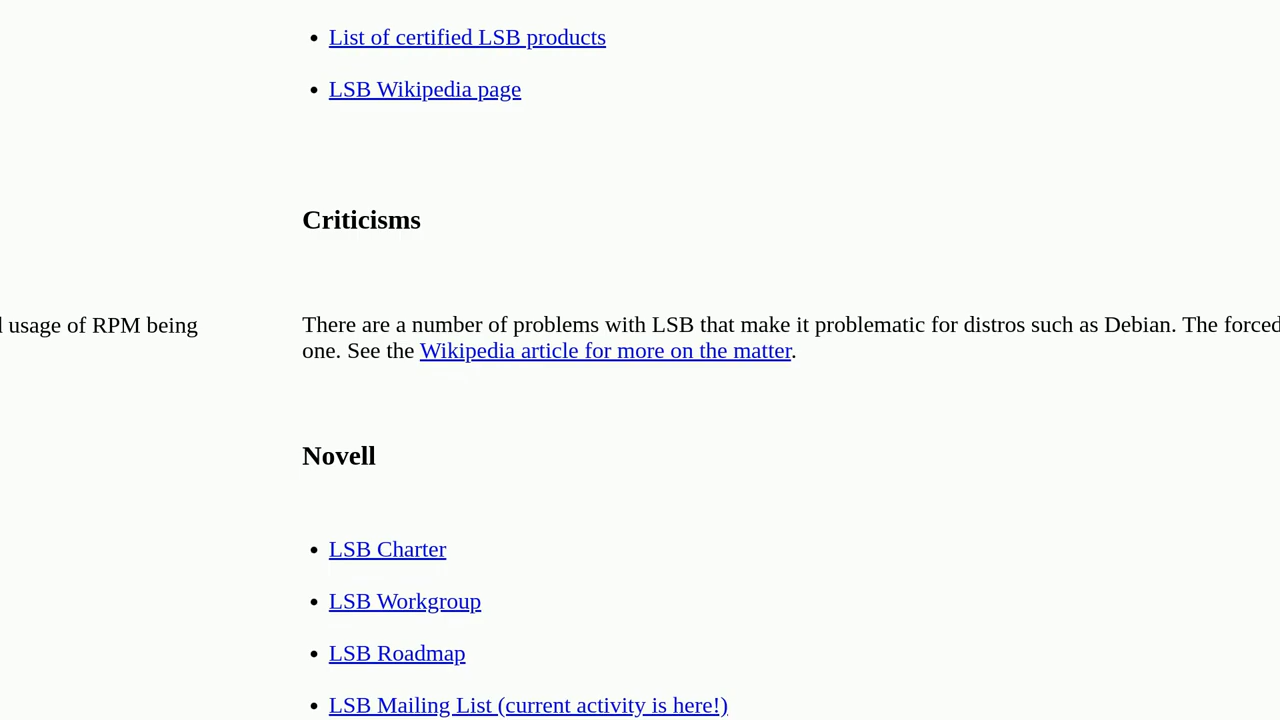 List of certified LSB products
LSB Wikipedia page
Criticisms
There are a number of problems with LSB that make it problematic for distros such as Debian. The forced
usage of RPM being
one. See the Wikipedia article for more on the matter.
Novell
LSB Charter
LSB Workgroup
LSB Roadmap
LSB Mailing List (current activity is here!)